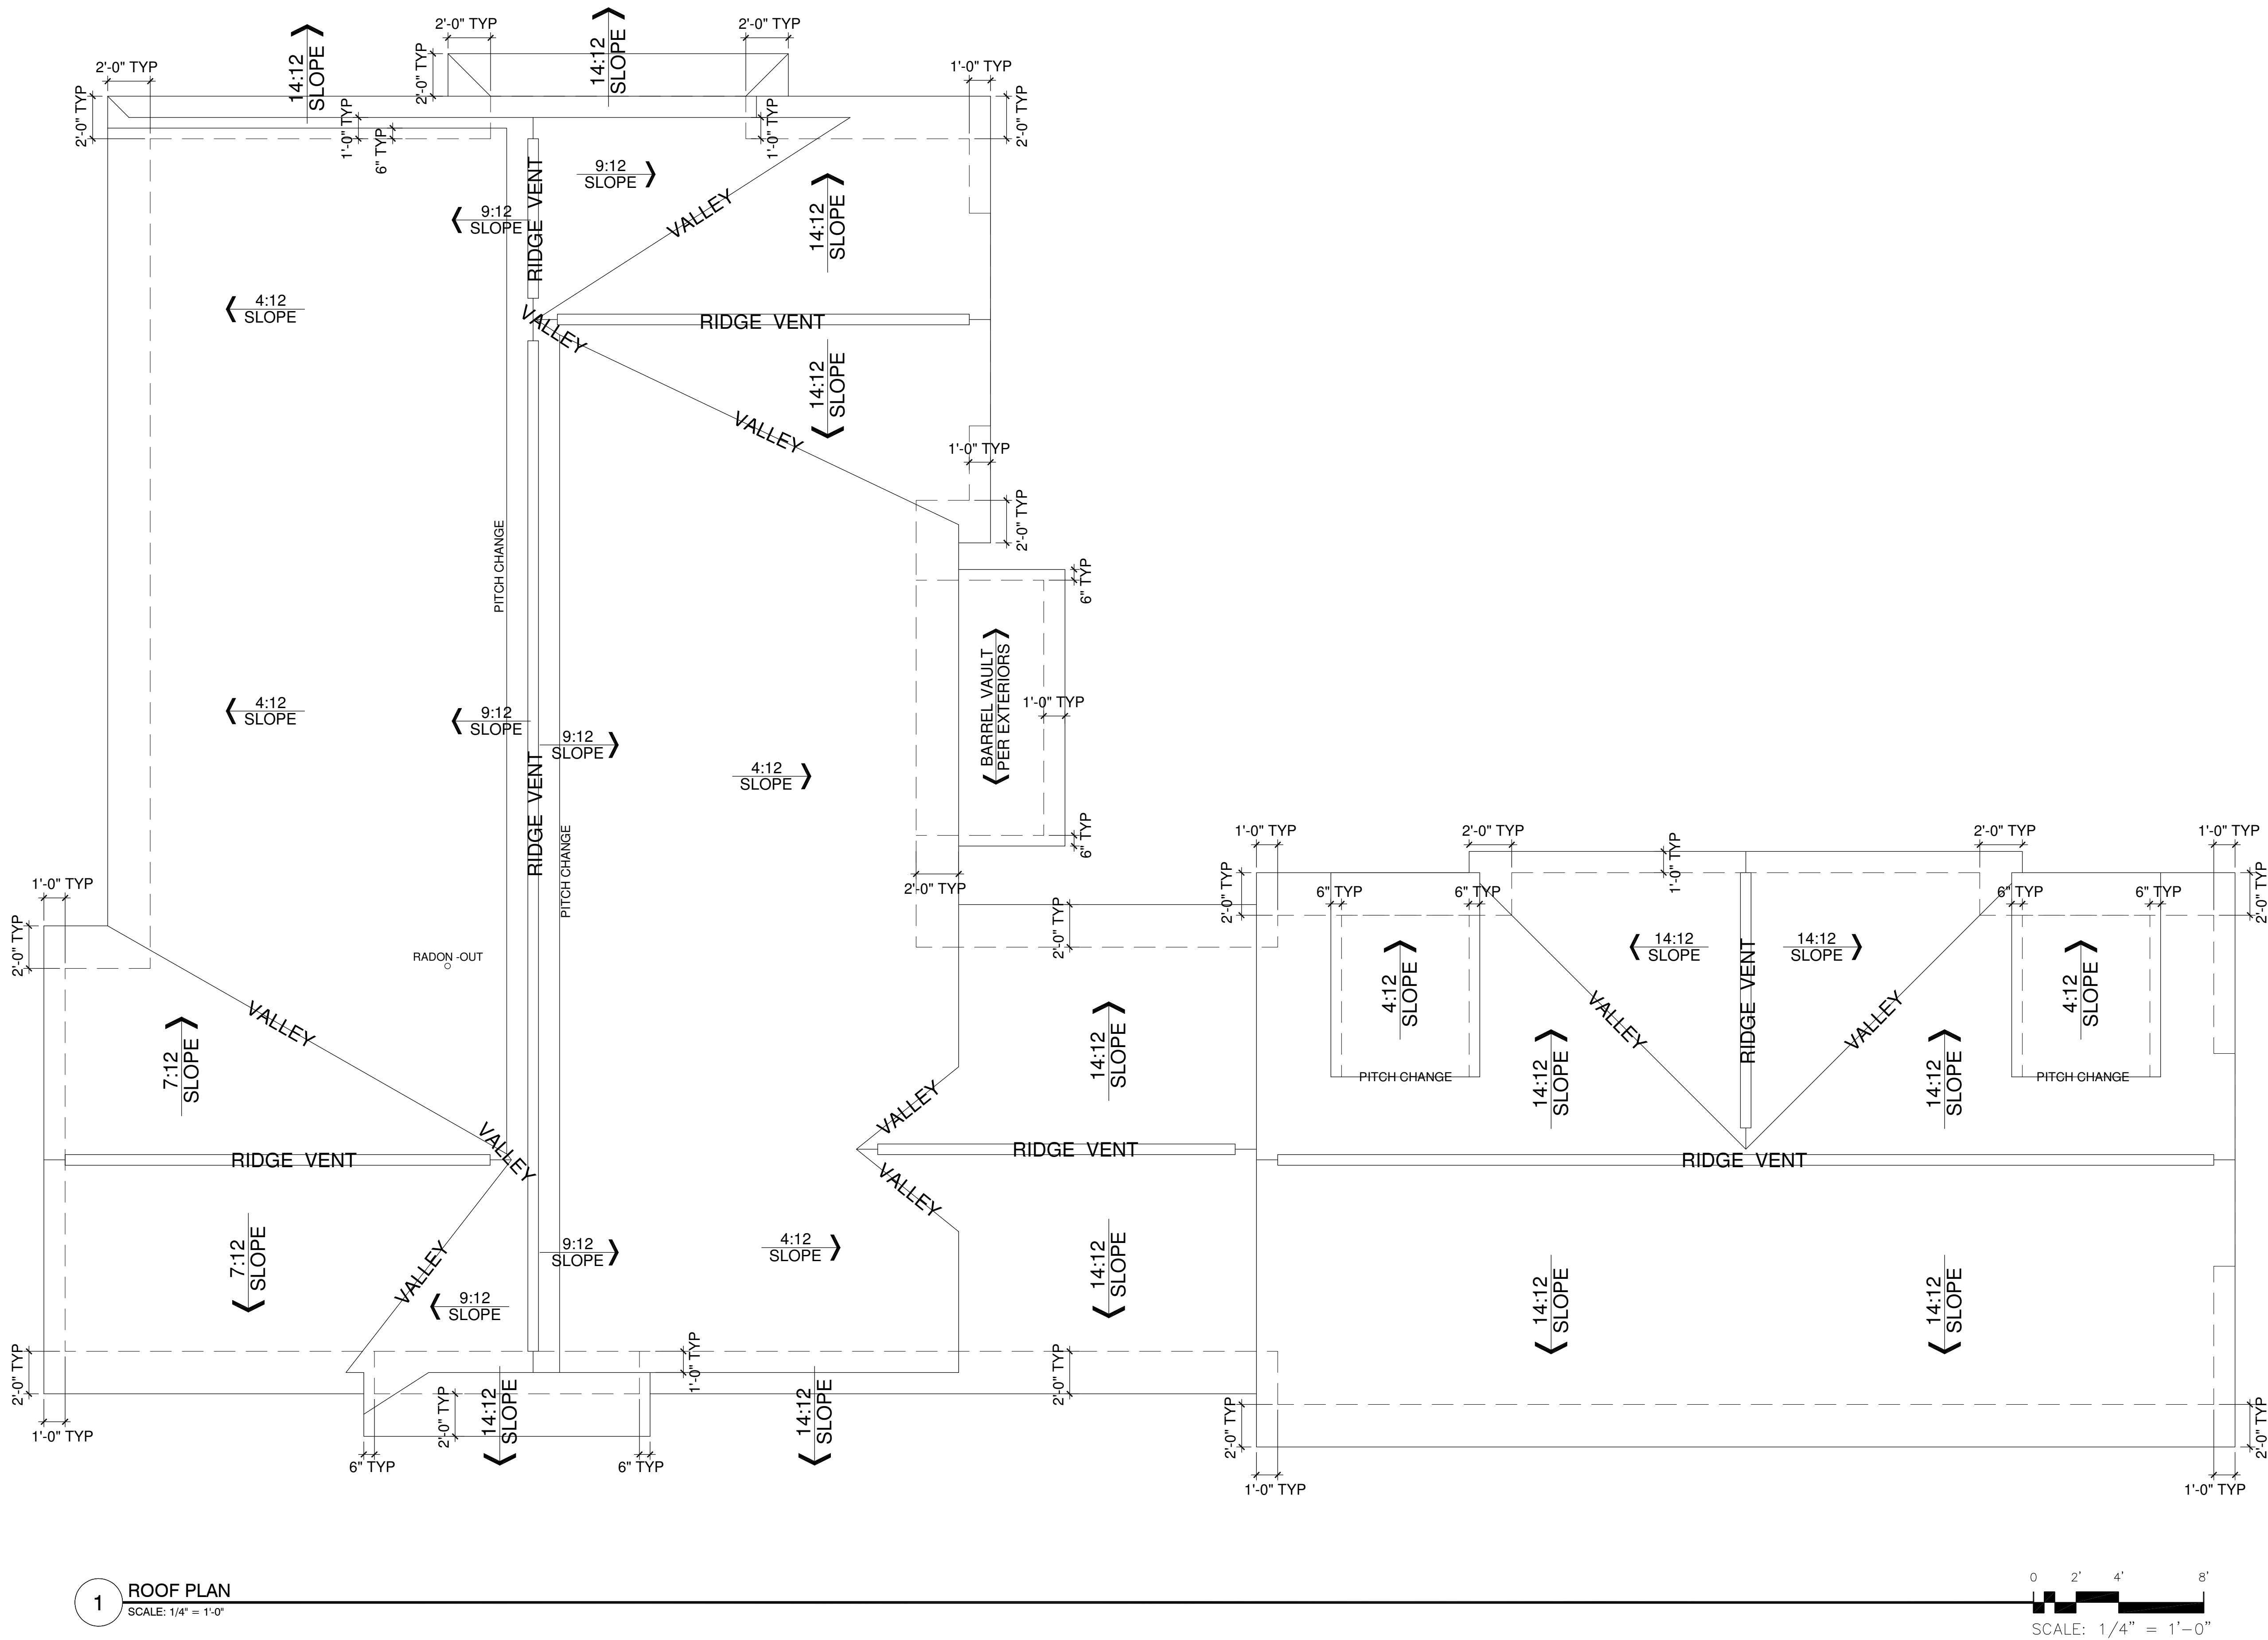 2'-0" TYP
2'-0" TYP
14:12
SLOPE
14:12
SLOPE
2'-0" TYP
2'-0" TYP
1'-0" TYP
2'-0" TYP
2'-0" TYP
1'-0" TYP
6" TYP
1'-0" TYP
9:12
SLOPE
RIDGE VENT
VALLEY
14:12
SLOPE
9:12
SLOPE
4:12
SLOPE
VALLEY
RIDGE VENT
14:12
SLOPE
VALLEY
1'-0" TYP
2'-0" TYP
PITCH CHANGE
6" TYP
BARREL VAULT
PER EXTERIORS
1'-0" TYP
4:12
SLOPE
9:12
SLOPE
9:12
SLOPE
4:12
SLOPE
RIDGE VENT
PITCH CHANGE
6" TYP
2'-0" TYP
1'-0" TYP
2'-0" TYP
1'-0" TYP
2'-0" TYP
1'-0" TYP
1'-0" TYP
2'-0" TYP
2'-0" TYP
6" TYP
6" TYP
6" TYP
6" TYP
2'-0" TYP
2'-0" TYP
RADON -OUT
14:12
SLOPE
14:12
SLOPE
4:12
SLOPE
4:12
SLOPE
RIDGE VENT
VALLEY
VALLEY
VALLEY
7:12
SLOPE
14:12
SLOPE
14:12
SLOPE
14:12
SLOPE
PITCH CHANGE
PITCH CHANGE
VALLEY
VALLEY
RIDGE VENT
RIDGE VENT
RIDGE VENT
VALLEY
7:12
SLOPE
VALLEY
9:12
SLOPE
4:12
SLOPE
9:12
SLOPE
14:12
SLOPE
14:12
SLOPE
14:12
SLOPE
2'-0" TYP
1'-0" TYP
2'-0" TYP
2'-0" TYP
14:12
SLOPE
14:12
SLOPE
2'-0" TYP
2'-0" TYP
1'-0" TYP
6" TYP
6" TYP
1'-0" TYP
1'-0" TYP
1
ROOF PLAN
SCALE: 1/4" = 1'-0"
0 2' 4' 8'
SCALE: 1/4" = 1'-0"